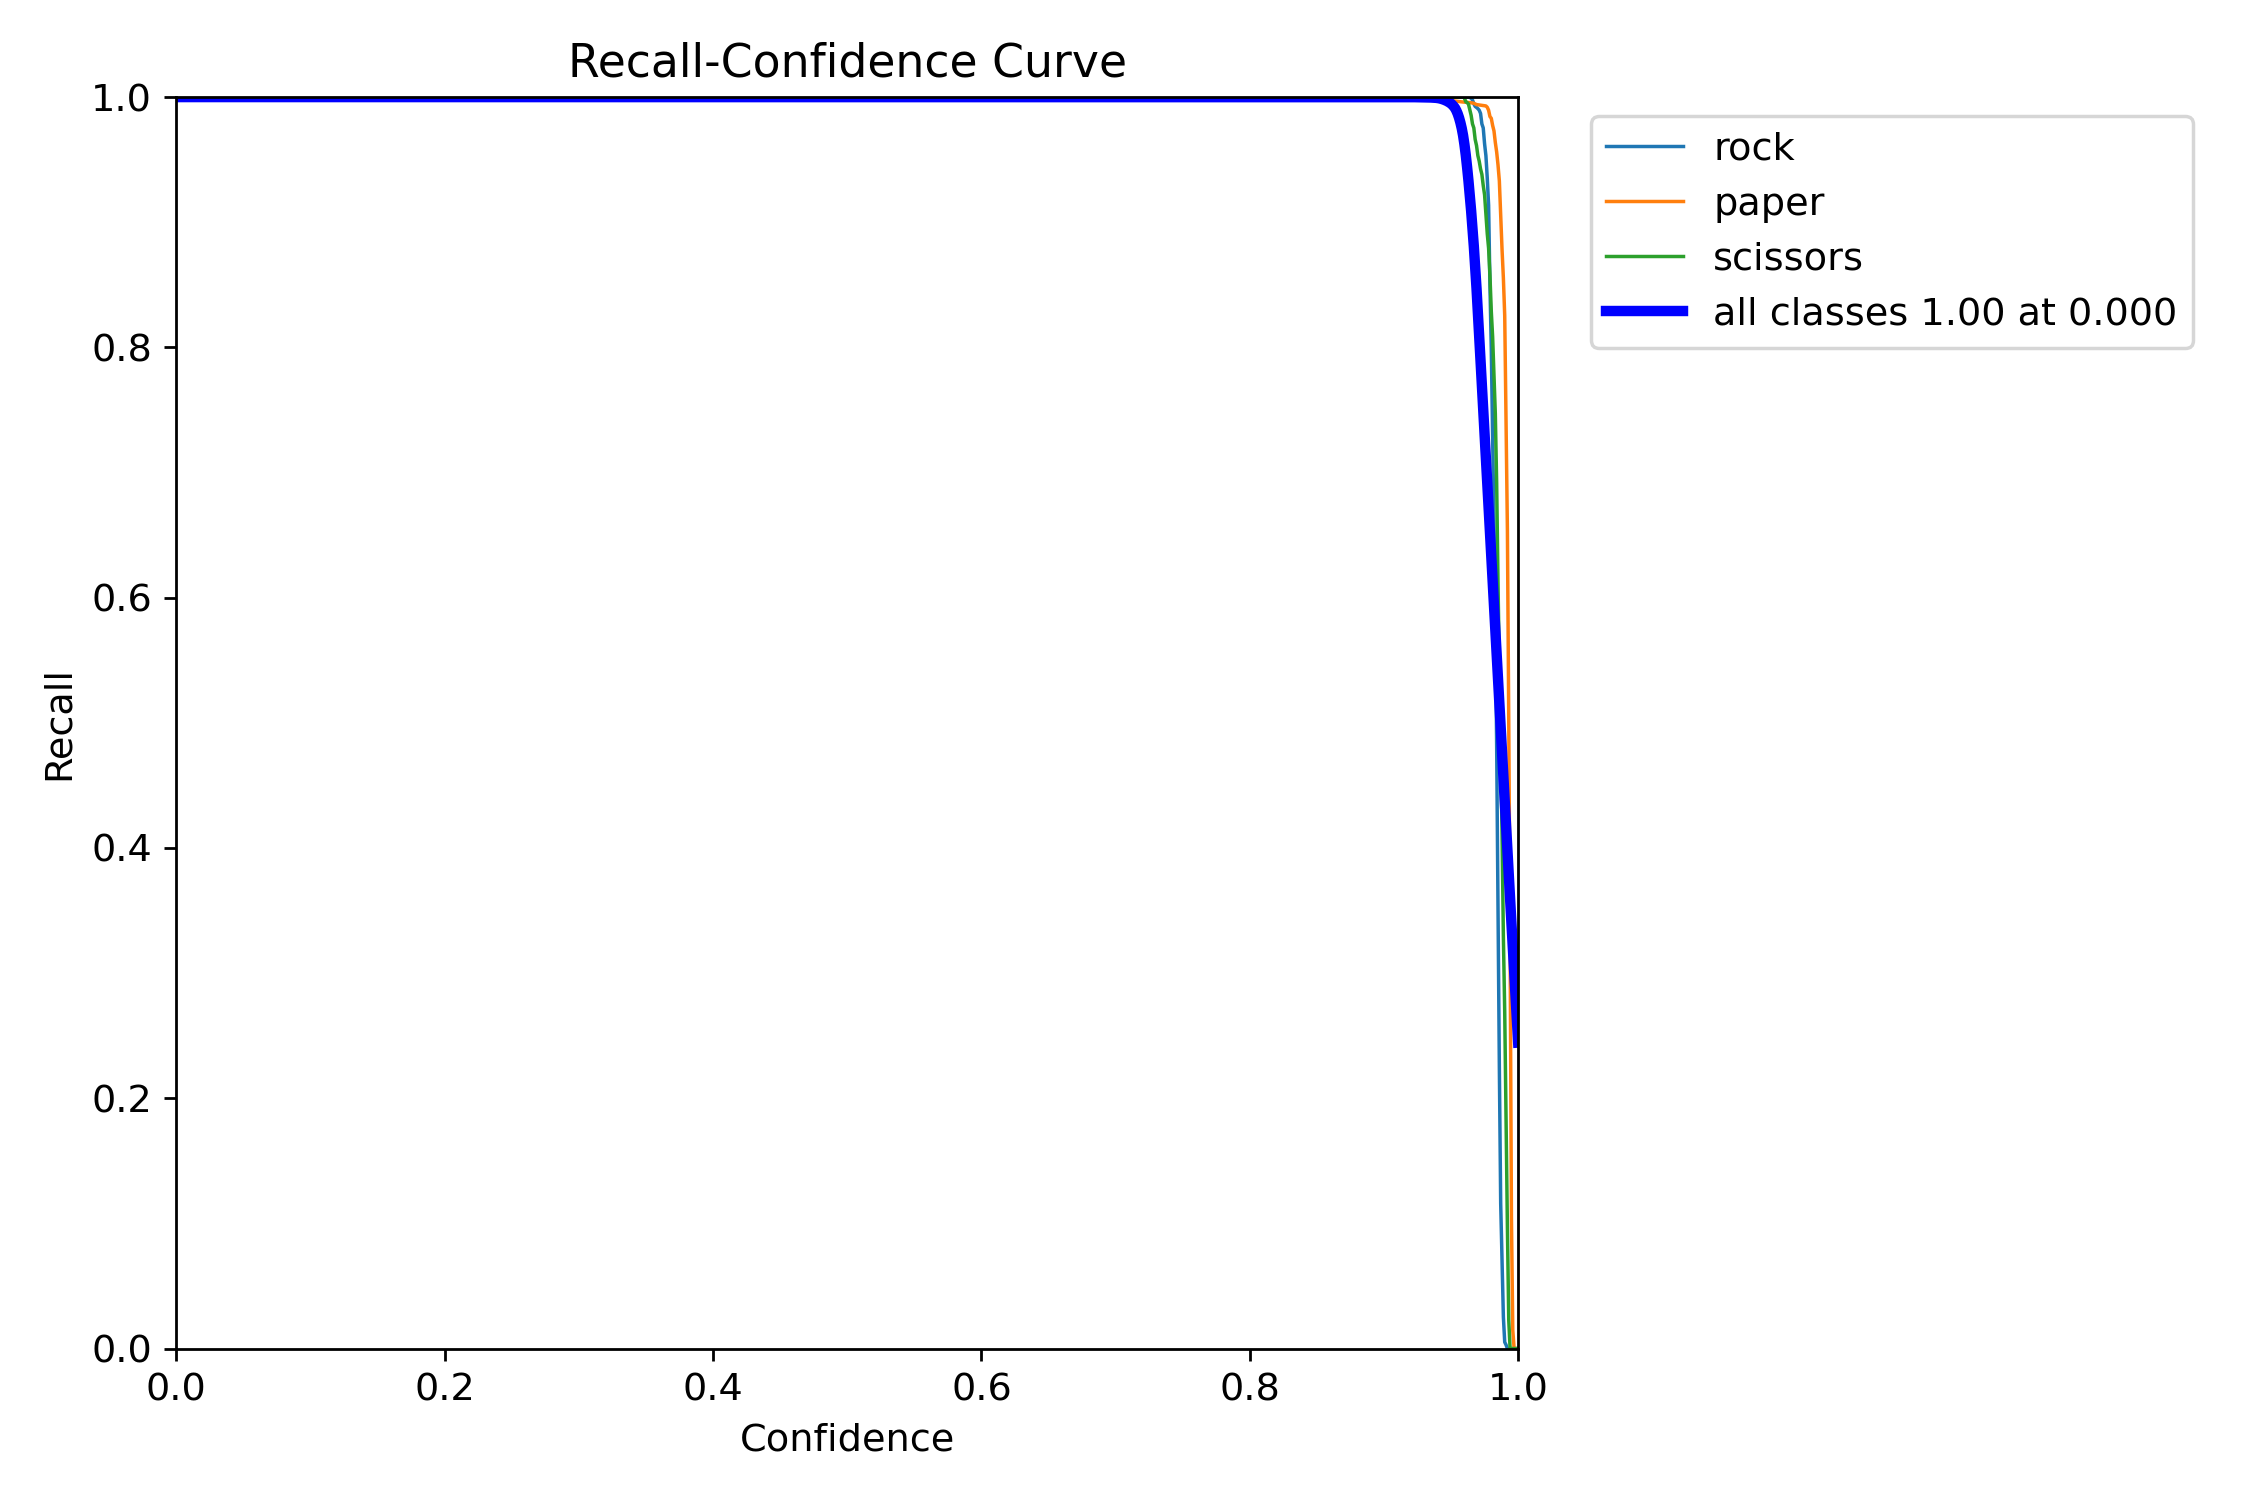 Recall-Confidence Curve
1.0
0.8
0.6
0.4
0.2
0.0
Recall
0.0 0.2 0.4 0.6 0.8 1.0
Confidence
rock
paper
scissors
all classes 1.00 at 0.000